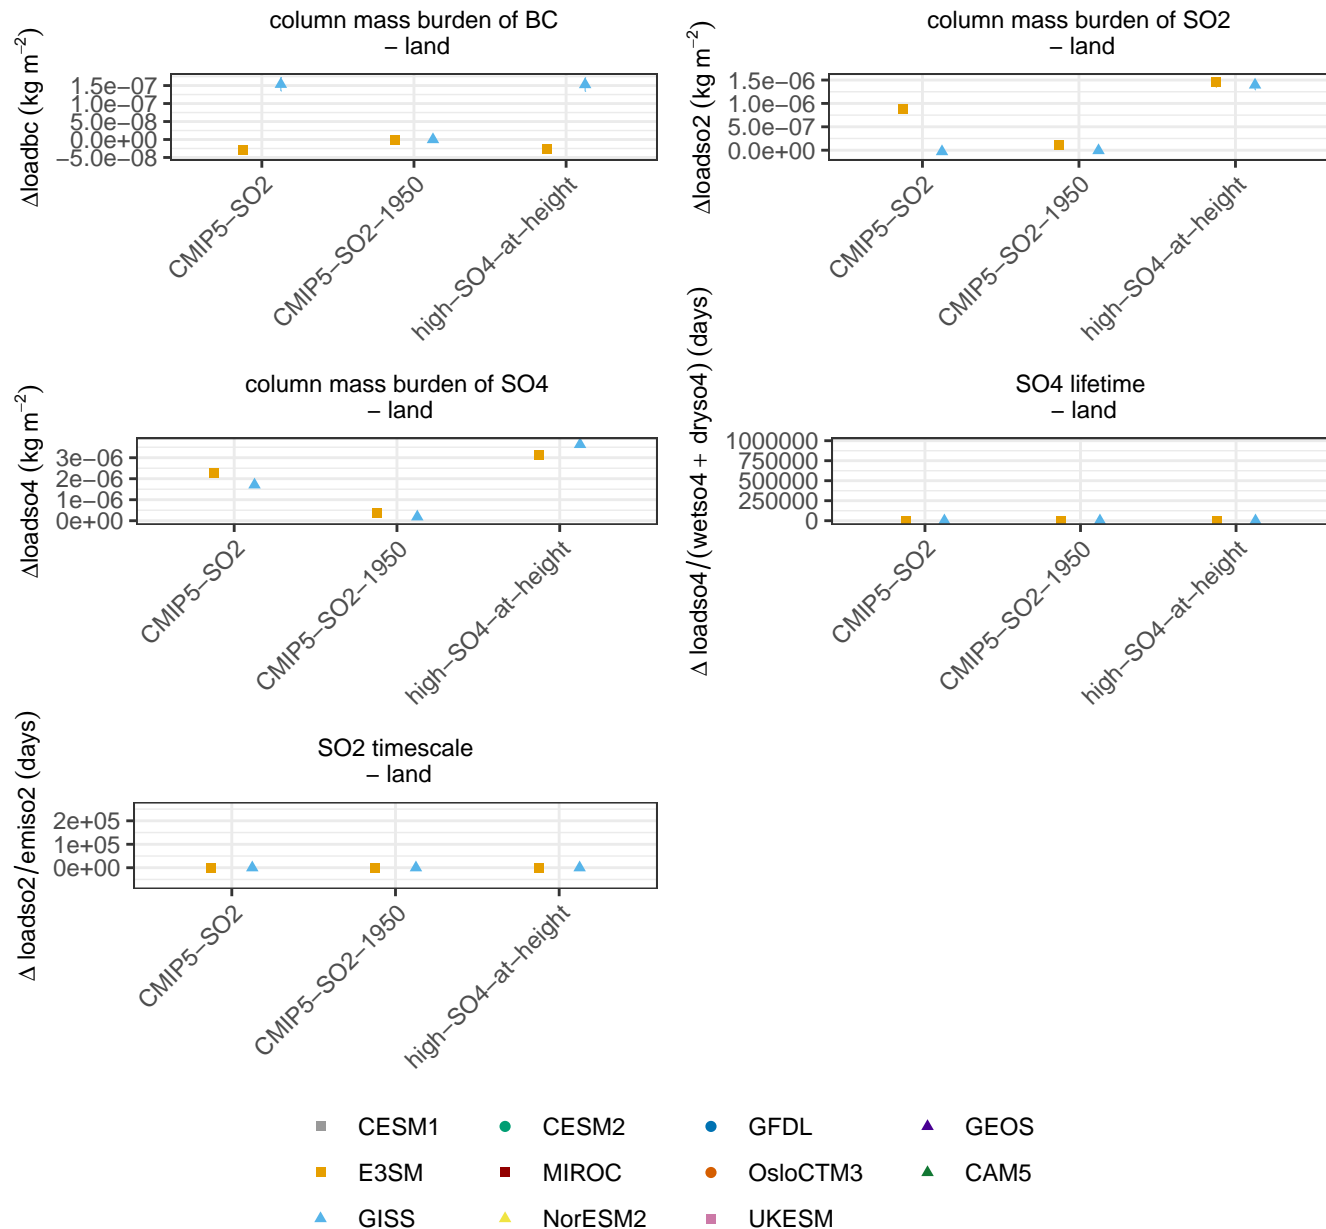 column mass burden of BC
– land
Δloadbc (kg m−2)
1.5e−07
1.0e−07
5.0e−08
0.0e+00
−5.0e−08
CMIP5−SO2
CMIP5−SO2−1950
high−SO4−at−height
column mass burden of SO2
– land
Δloadso2 (kg m−2)
1.5e−06
1.0e−06
5.0e−07
0.0e+00
CMIP5−SO2
CMIP5−SO2−1950
high−SO4−at−height
column mass burden of SO4
– land
Δloadso4 (kg m−2)
3e−06
2e−06
1e−06
0e+00
CMIP5−SO2
CMIP5−SO2−1950
high−SO4−at−height
SO4 lifetime
– land
Δ loadso4/(wetso4 + dryso4) (days)
1000000
750000
500000
250000
0
CMIP5−SO2
CMIP5−SO2−1950
high−SO4−at−height
SO2 timescale
– land
Δ loadso2/emiso2 (days)
2e+05
1e+05
0e+00
CMIP5−SO2
CMIP5−SO2−1950
high−SO4−at−height
CESM1 CESM2 GFDL GEOS
E3SM MIROC OsloCTM3 CAM5
GISS NorESM2 UKESM